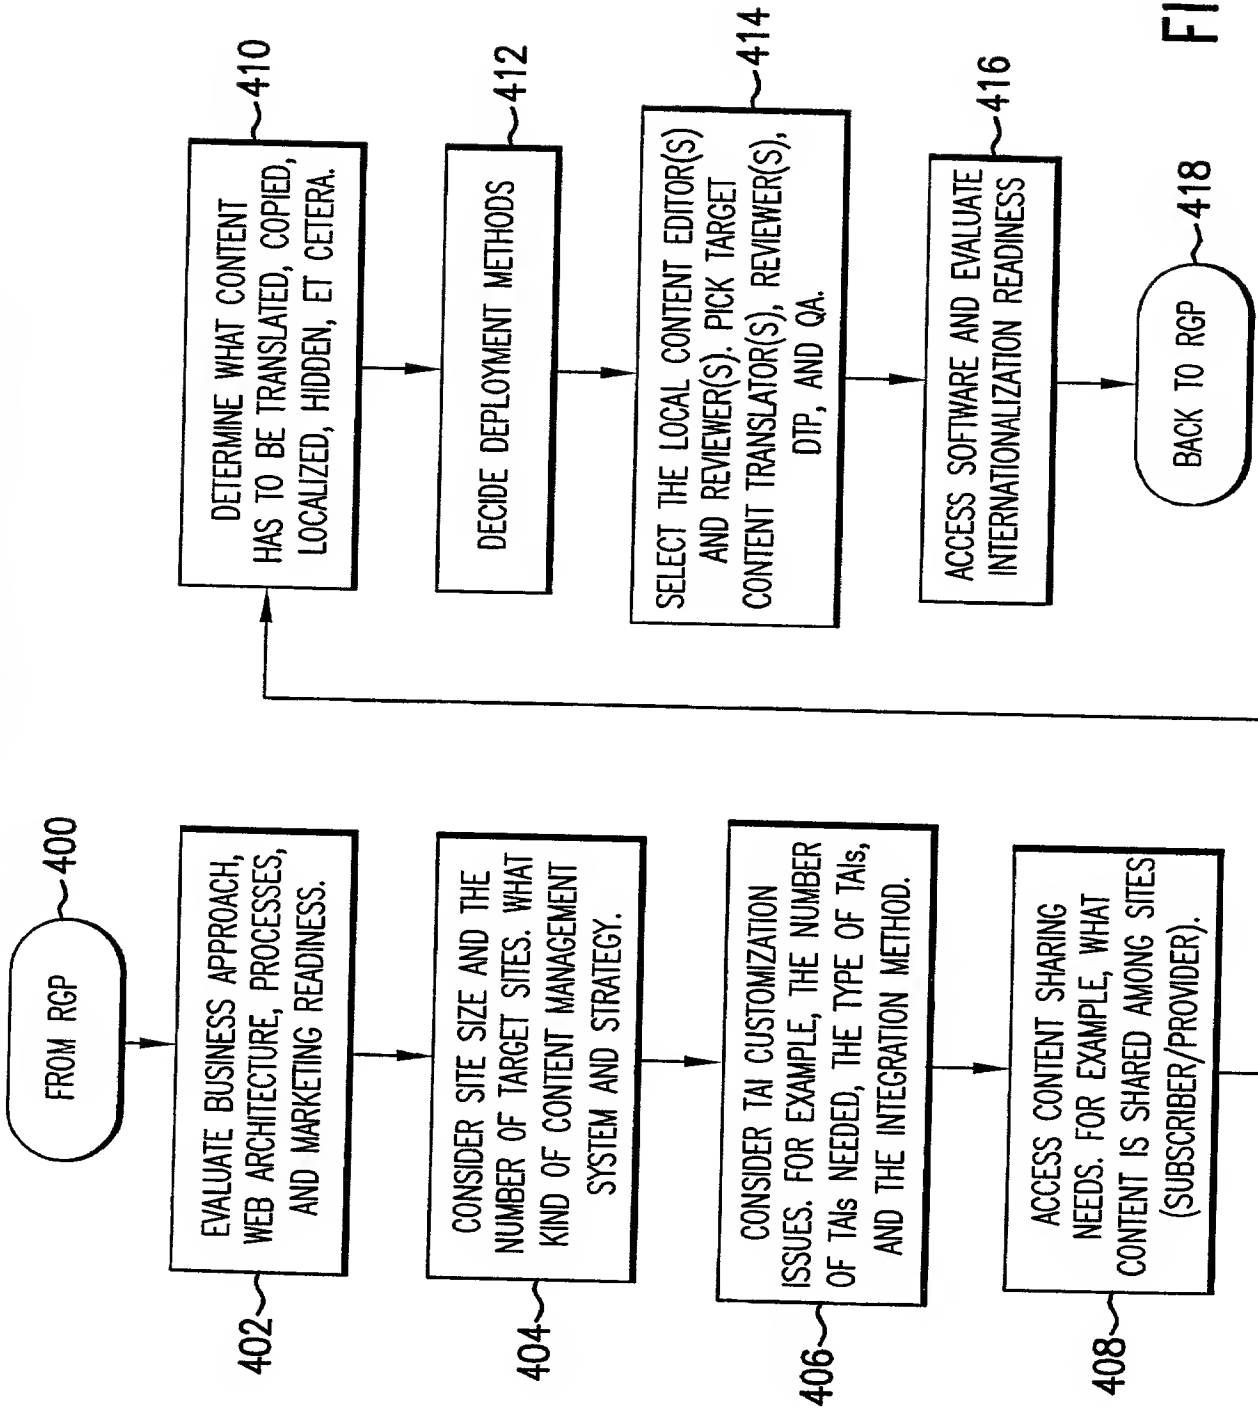 FROM RGP
400
EVALUATE BUSINESS APPROACH,
WEB ARCHITECTURE, PROCESSES,
AND MARKETING READINESS.
402
CONSIDER SITE SIZE AND THE
NUMBER OF TARGET SITES. WHAT
KIND OF CONTENT MANAGEMENT
SYSTEM AND STRATEGY.
404
CONSIDER TAI CUSTOMIZATION
ISSUES. FOR EXAMPLE, THE NUMBER
OF TAIs NEEDED, THE TYPE OF TAIs,
AND THE INTEGRATION METHOD.
406
ACCESS CONTENT SHARING
NEEDS. FOR EXAMPLE, WHAT
CONTENT IS SHARED AMONG SITES
(SUBSCRIBER/PROVIDER).
408
DETERMINE WHAT CONTENT
HAS TO BE TRANSLATED, COPIED,
LOCALIZED, HIDDEN, ET CETERA.
410
DECIDE DEPLOYMENT METHODS
412
SELECT THE LOCAL CONTENT EDITOR(S)
AND REVIEWER(S). PICK TARGET
CONTENT TRANSLATOR(S), REVIEWER(S),
DTP, AND QA.
414
ACCESS SOFTWARE AND EVALUATE
INTERNATIONALIZATION READINESS
416
BACK TO RGP
418